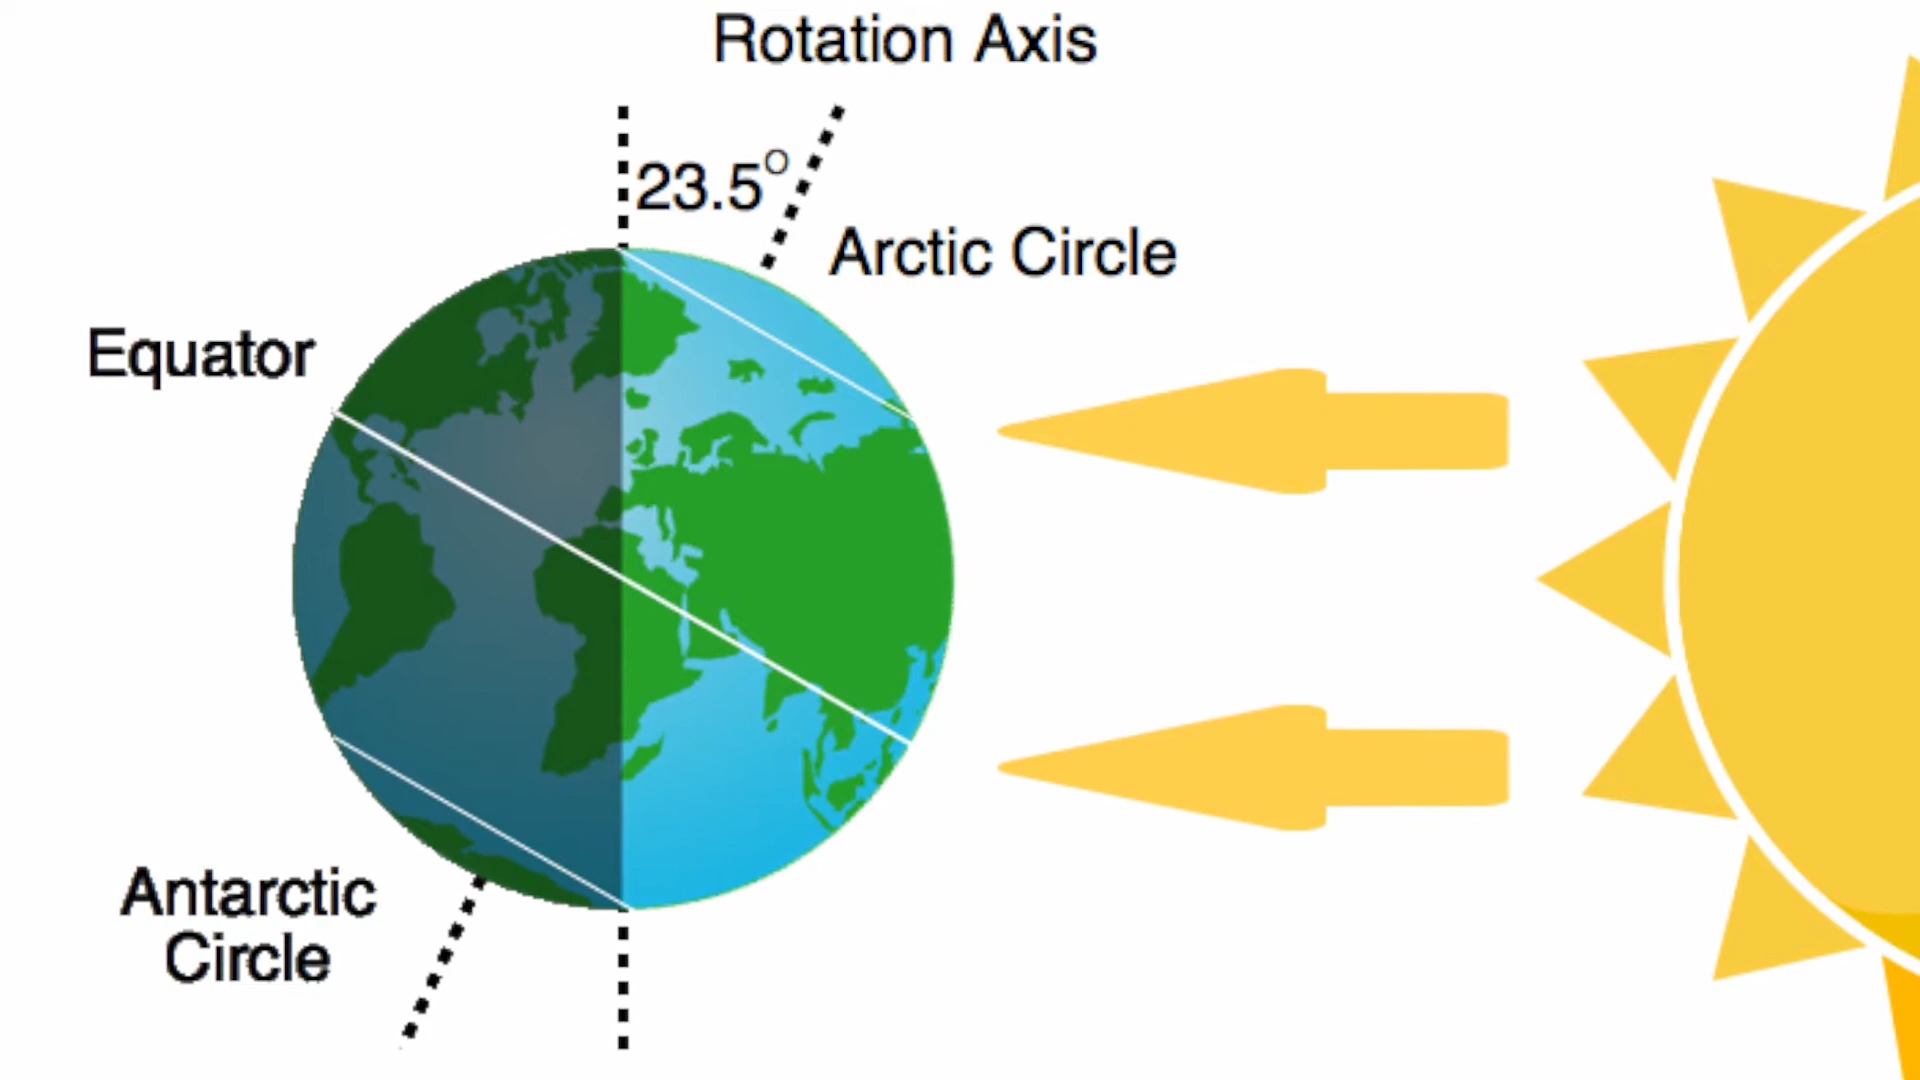 Rotation Axis
23.5°
Arctic Circle
Equator
Antarctic
Circle